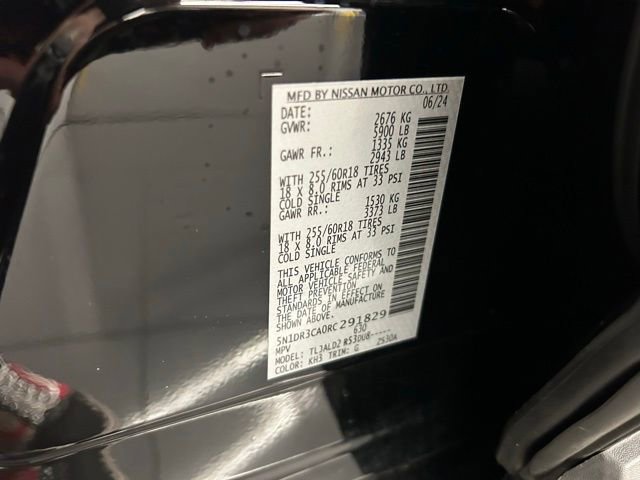 MFD BY NISSAN MOTOR CO., LTD.
DATE: 06/24
GVWR: 2676 KG
5900 LB
GAWR FR.: 1335 KG
2943 LB
WITH 255/60R18 TIRES
18 X 8.0 RIMS AT 33 PSI
COLD SINGLE
GAWR RR.: 1530 KG
3373 LB
WITH 255/60R18 TIRES
18 X 8.0 RIMS AT 33 PSI
COLD SINGLE
THIS VEHICLE CONFORMS TO
ALL APPLICABLE FEDERAL
MOTOR VEHICLE SAFETY AND
THEFT PREVENTION
STANDARDS IN EFFECT ON
THE DATE OF MANUFACTURE
SHOWN ABOVE.
5N1DR3CA0RC291829
MPV 630
MODEL: TL3ALD2 R53DU8-----
COLOR: KH3 TRIM: G Z530A